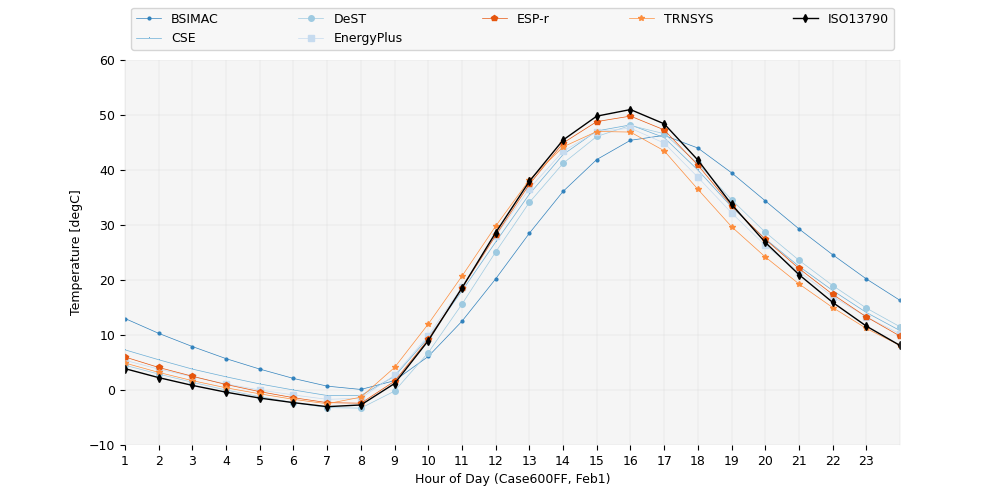 BSIMAC DeST ESP-r TRNSYS ISO13790
CSE EnergyPlus
60
50
40
30
20
10
0
−10
Temperature [degC]
1 2 3 4 5 6 7 8 9 10 11 12 13 14 15 16 17 18 19 20 21 22 23
Hour of Day (Case600FF, Feb1)